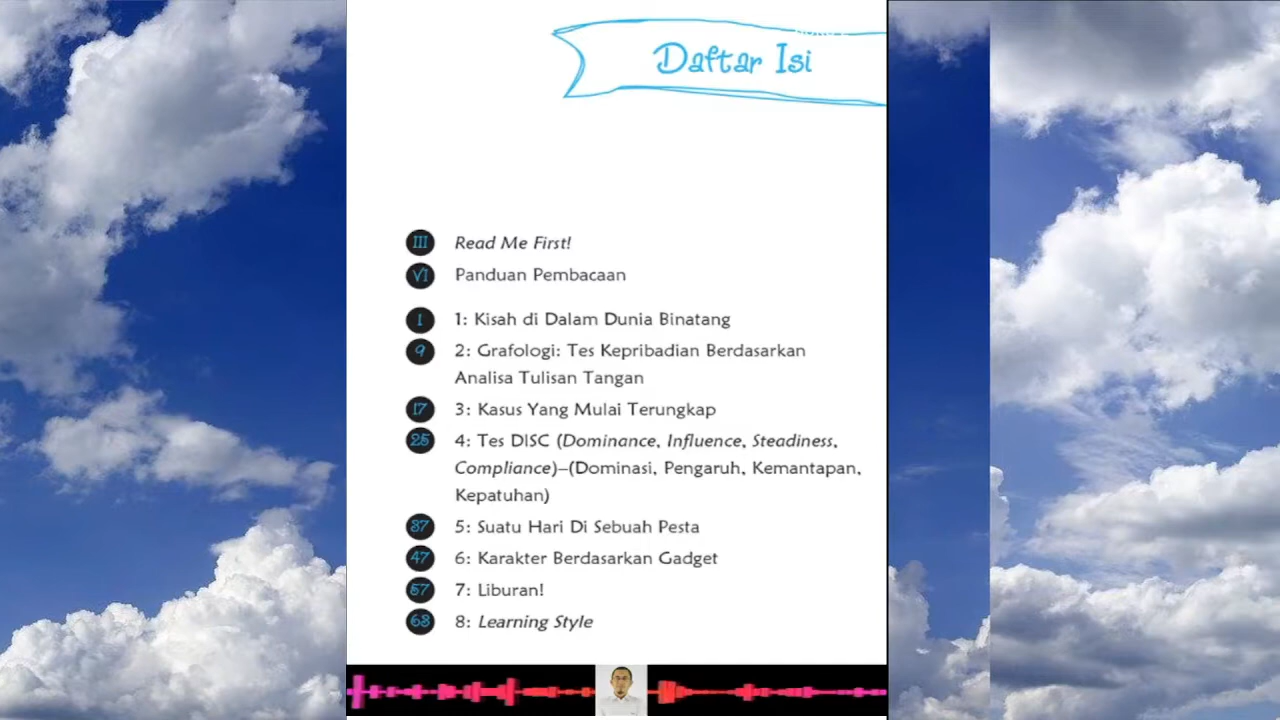 Daftar Isi
III Read Me First!
VI Panduan Pembacaan
1 1: Kisah di Dalam Dunia Binatang
9 2: Grafologi: Tes Kepribadian Berdasarkan
Analisa Tulisan Tangan
17 3: Kasus Yang Mulai Terungkap
25 4: Tes DISC (Dominance, Influence, Steadiness,
Compliance)–(Dominasi, Pengaruh, Kemantapan,
Kepatuhan)
37 5: Suatu Hari Di Sebuah Pesta
47 6: Karakter Berdasarkan Gadget
57 7: Liburan!
63 8: Learning Style